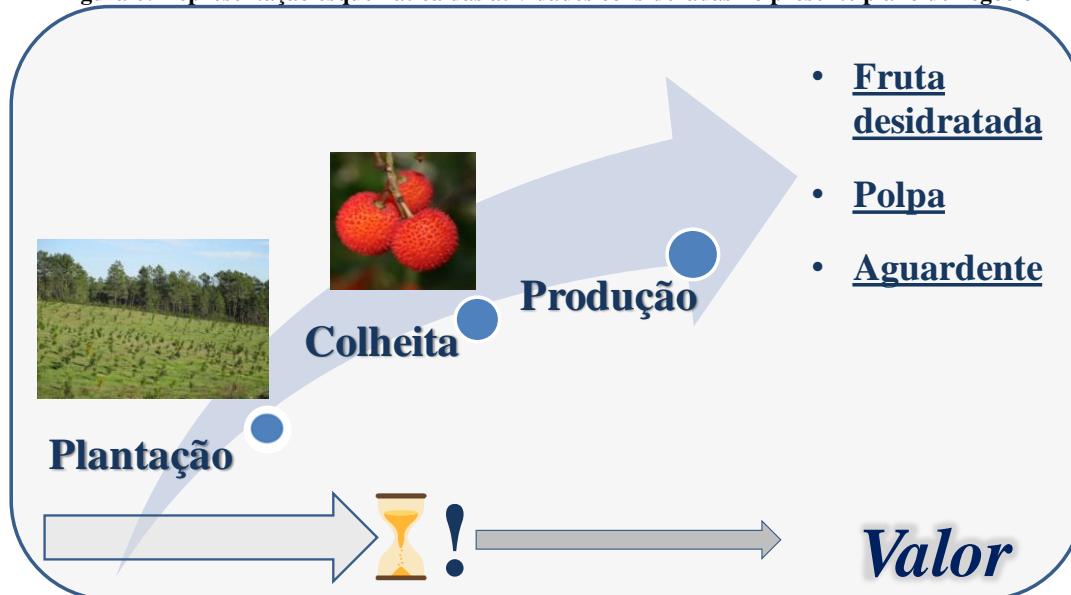 • Fruta
desidratada
• Polpa
• Aguardente
Produção
Colheita
Plantação
!
Valor